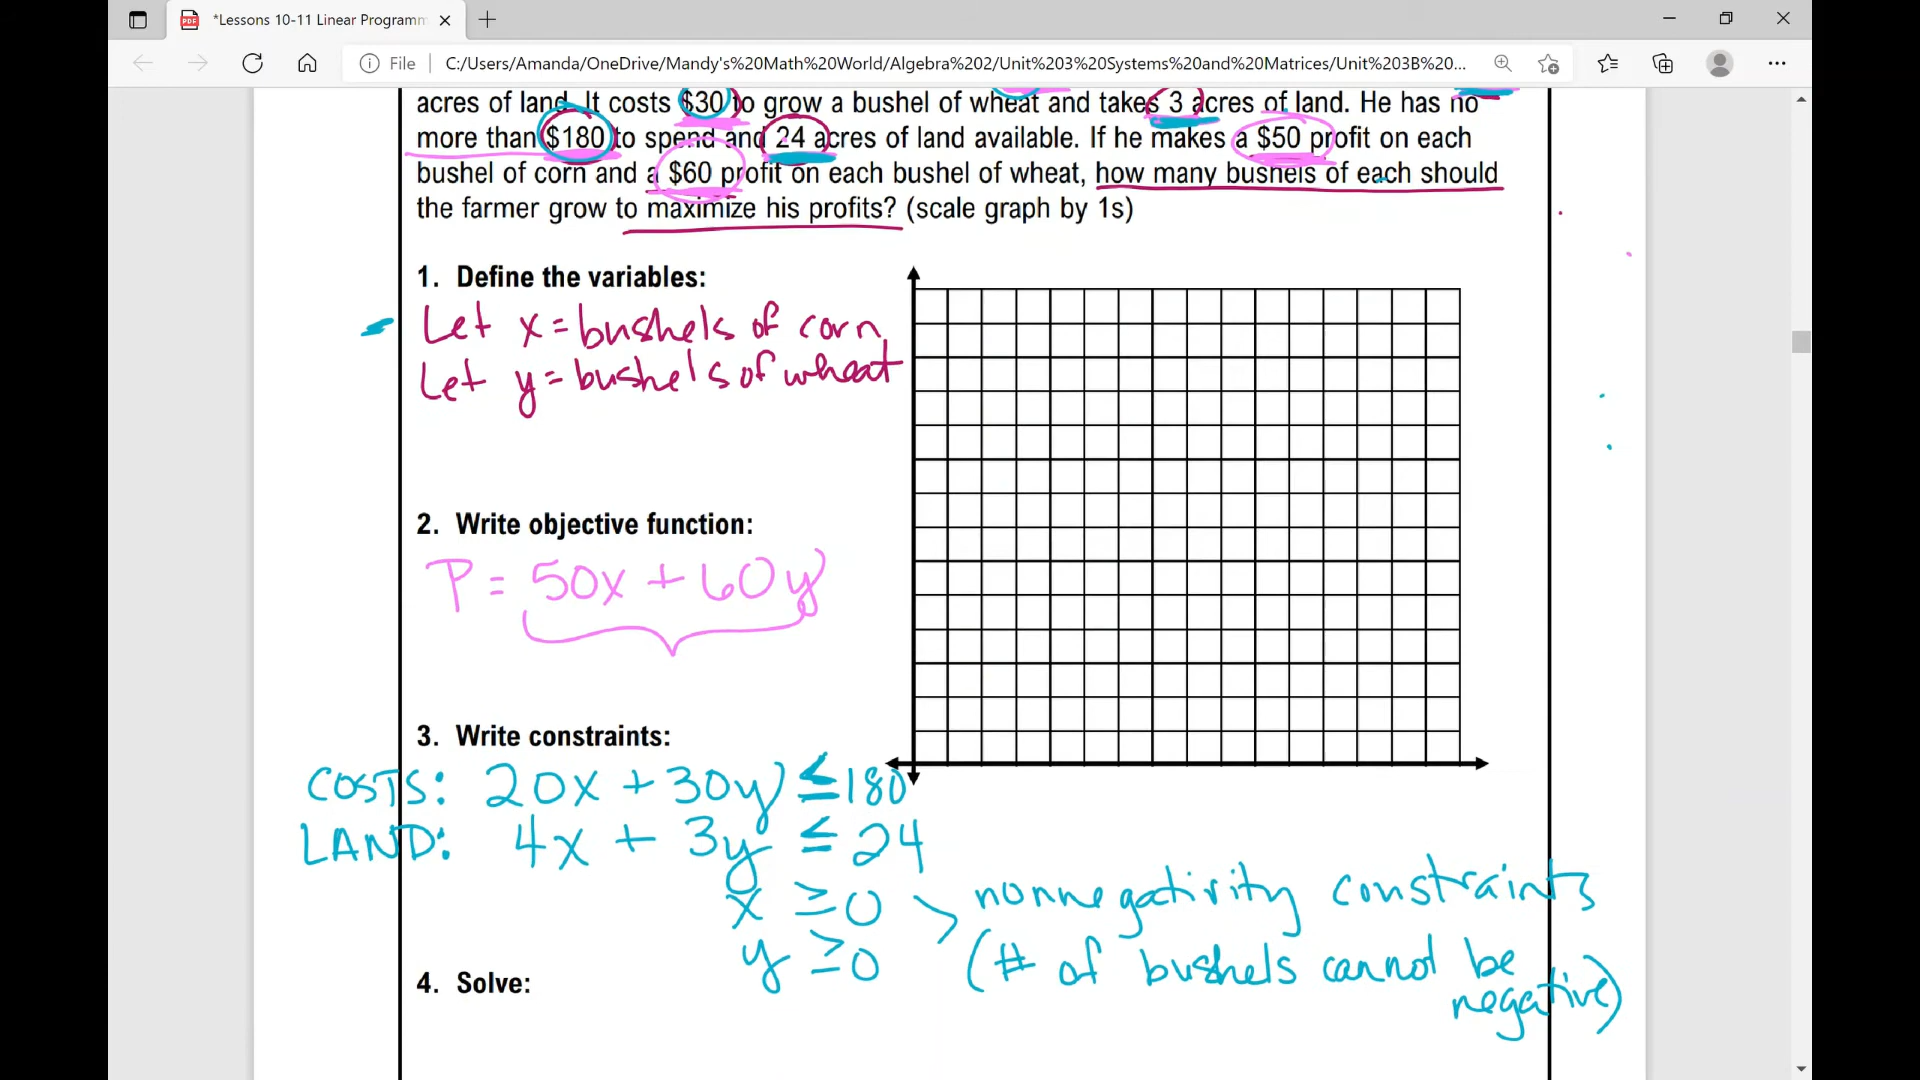 *Lessons 10-11 Linear Programm
File
C:/Users/Amanda/OneDrive/Mandy's%20Math%20World/Algebra%202/Unit%203%20Systems%20and%20Matrices/Unit%203B%20...
acres of land. It costs $30 to grow a bushel of wheat and takes 3 acres of land. He has no
more than $180 to spend and 24 acres of land available. If he makes a $50 profit on each
bushel of corn and a $60 profit on each bushel of wheat, how many bushels of each should
the farmer grow to maximize his profits? (scale graph by 1s)
1. Define the variables:
Let x = bushels of corn
Let y = bushels of wheat
2. Write objective function:
P = 50x + 60y
3. Write constraints:
COSTS: 20x + 30y ≤ 180
LAND: 4x + 3y ≤ 24
x ≥ 0 > nonnegativity constraints
y ≥ 0 (# of bushels cannot be
negative)
4. Solve: